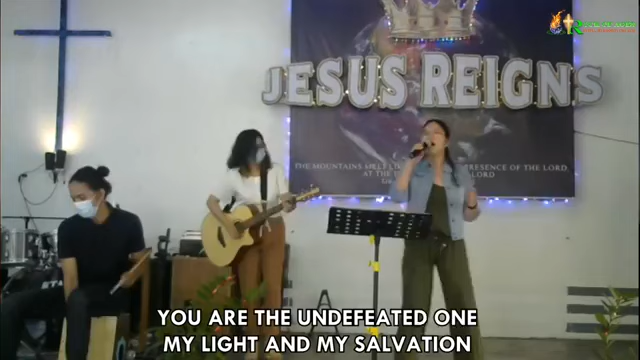 JESUS REIGNS
THE MOUNTAINS MELT PRESENCE OF THE LORD,
AT THE LORD
YOU ARE THE UNDEFEATED ONE
MY LIGHT AND MY SALVATION